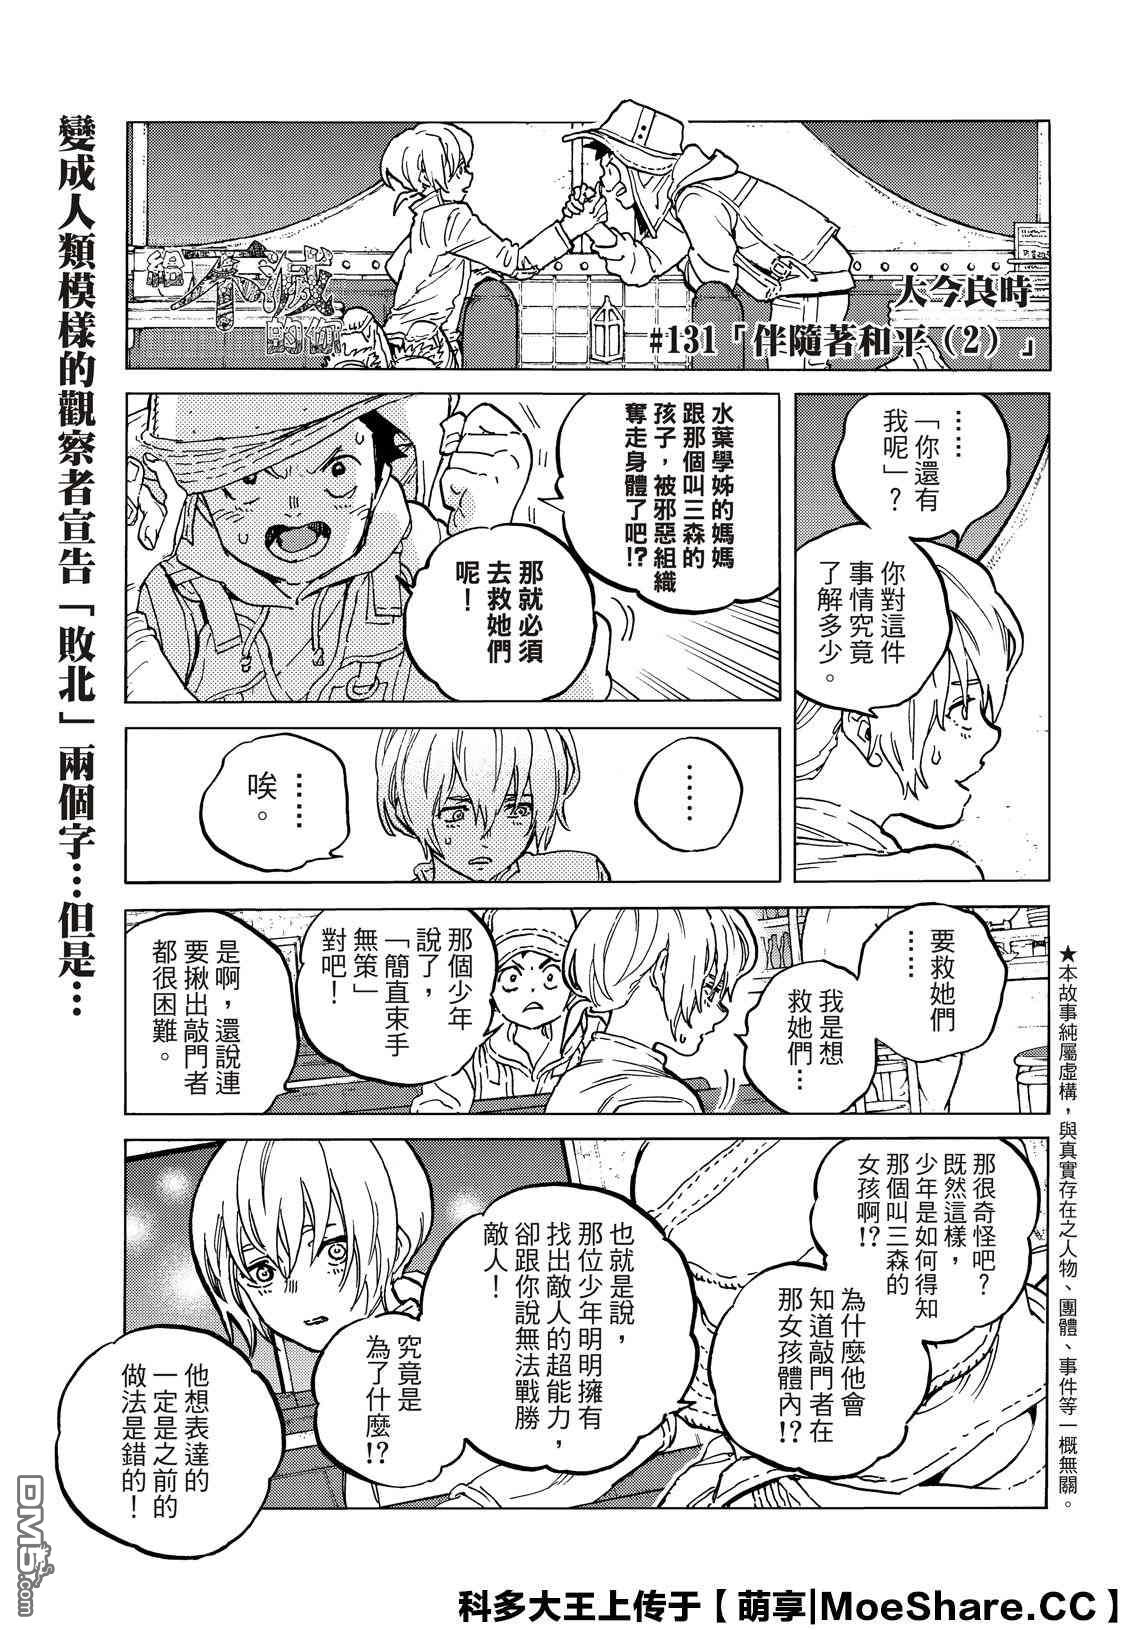 變成人類模樣的觀察者宣告「敗北」兩個字…但是…
絕不滅
的你
大今良時
#131「伴隨著和平（2）」
……
「你還有
我呢」？
你對這件
事情究竟
了解多少
。
水葉學姊的媽媽
跟那個叫三森的
孩子，被邪惡組織
奪走身體了吧!?
那就必須
去救她們
呢！
……
……
唉。
要救她們
……
我是想
救她們…
那個少年
說了，
「簡直束手
無策」
對吧！
是啊，還說連
要揪出敲門者
都很困難。
那很奇怪吧？
既然這樣，
少年是如何得知
那個叫三森的
女孩啊!?
為什麼他會
知道敲門者在
那女孩體內!?
也就是說，
那位少年明明擁有
找出敵人的超能力，
卻跟你說無法戰勝
敵人！
究竟是
為了什麼!?
他想表達的
一定是之前的
做法是錯的！
★本故事純屬虛構，與真實存在之人物、團體、事件等一概無關。
DM5.com
科多大王上传于【萌享|MoeShare.CC】